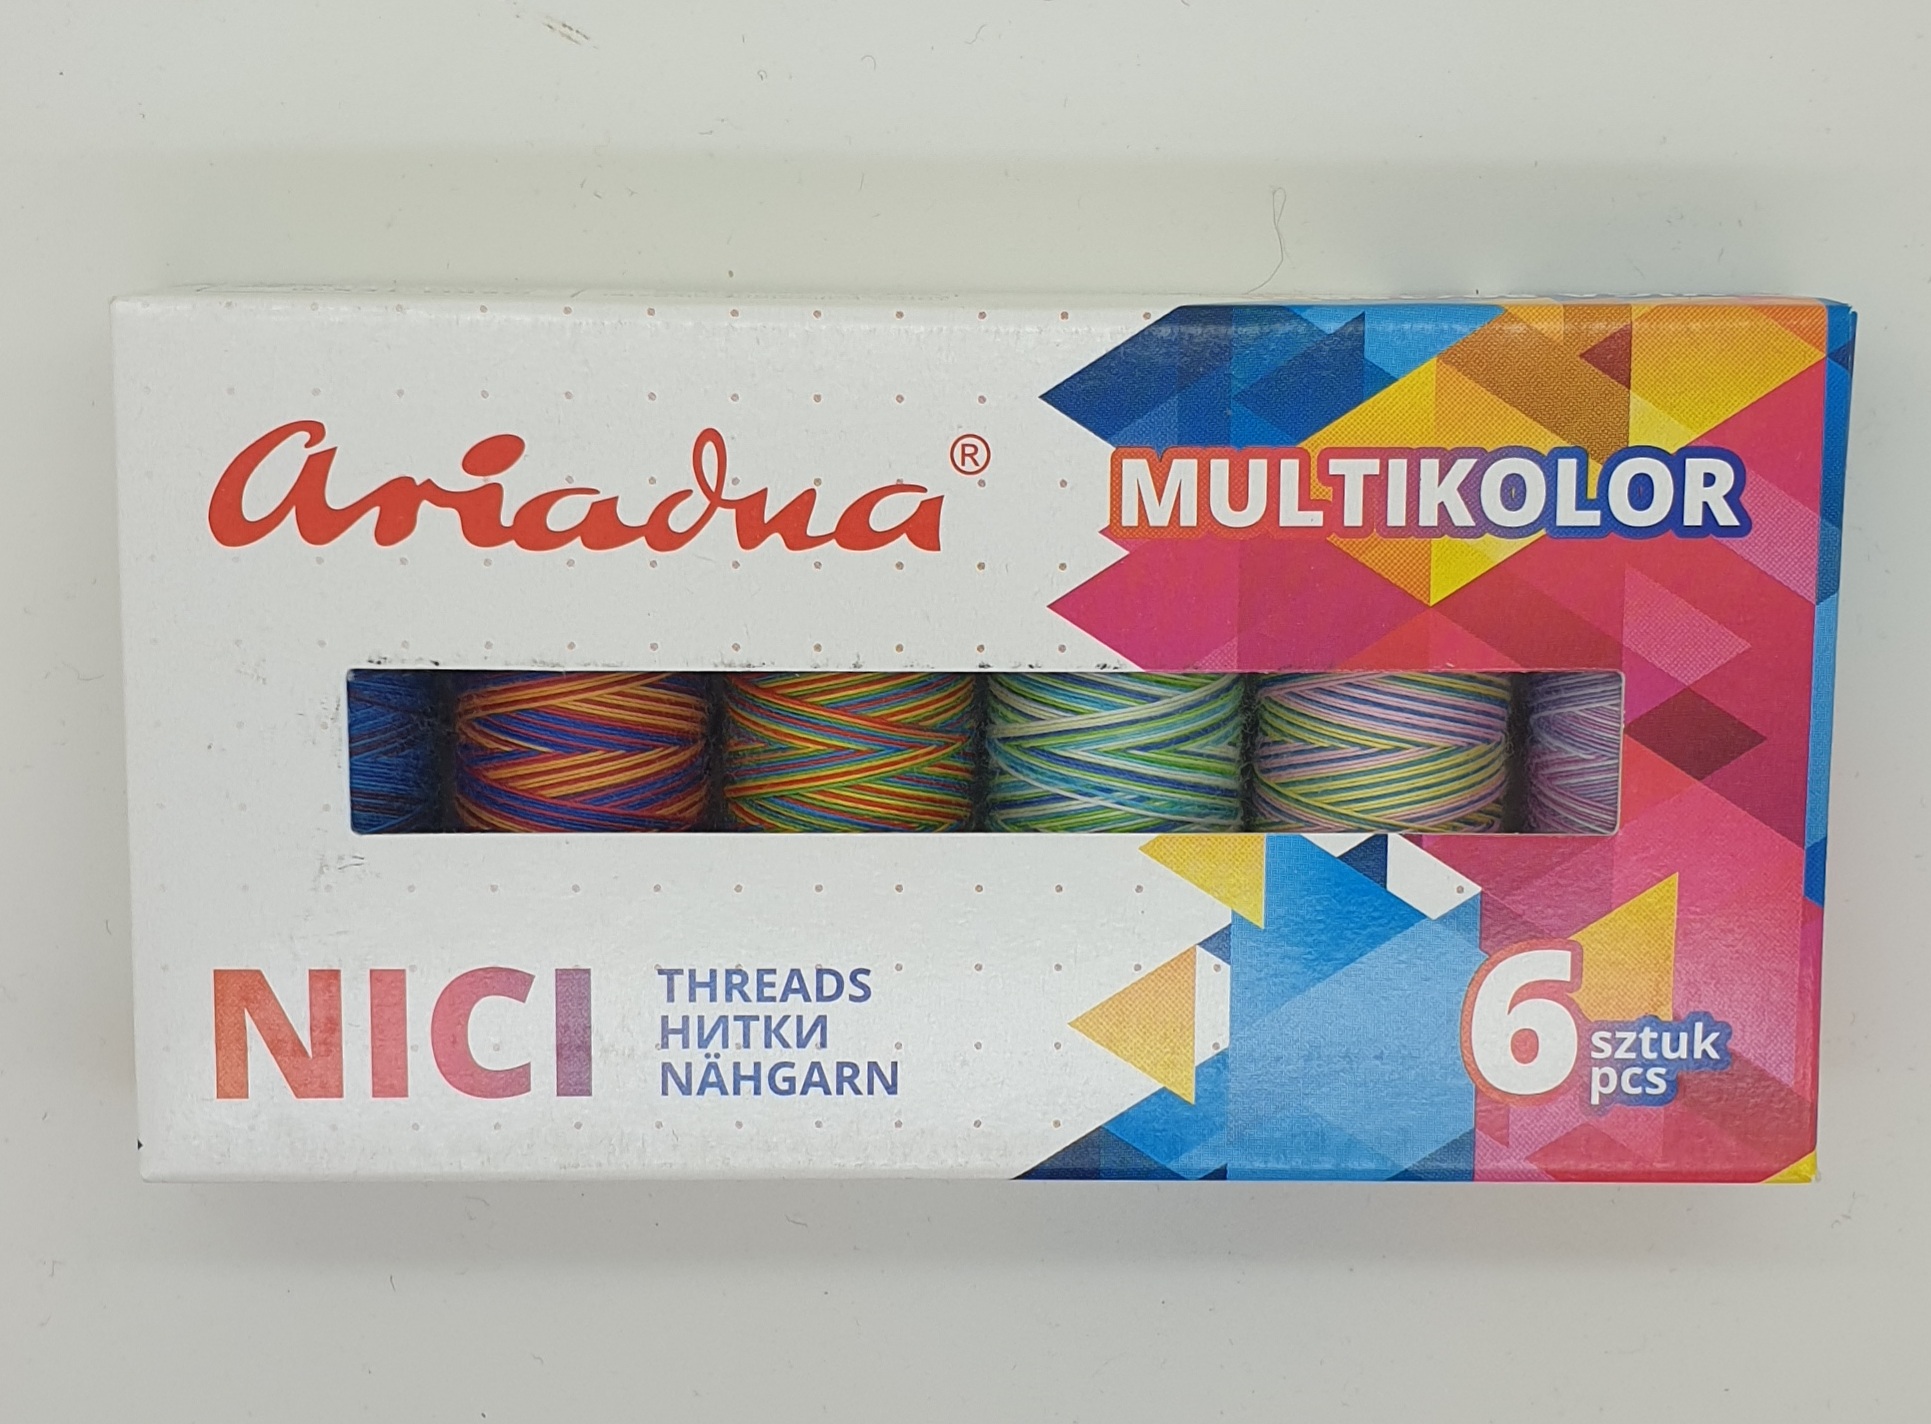 ariadna®
MULTIKOLOR
NICI
THREADS
НИТКИ
NÄHGARN
6 sztuk
pcs